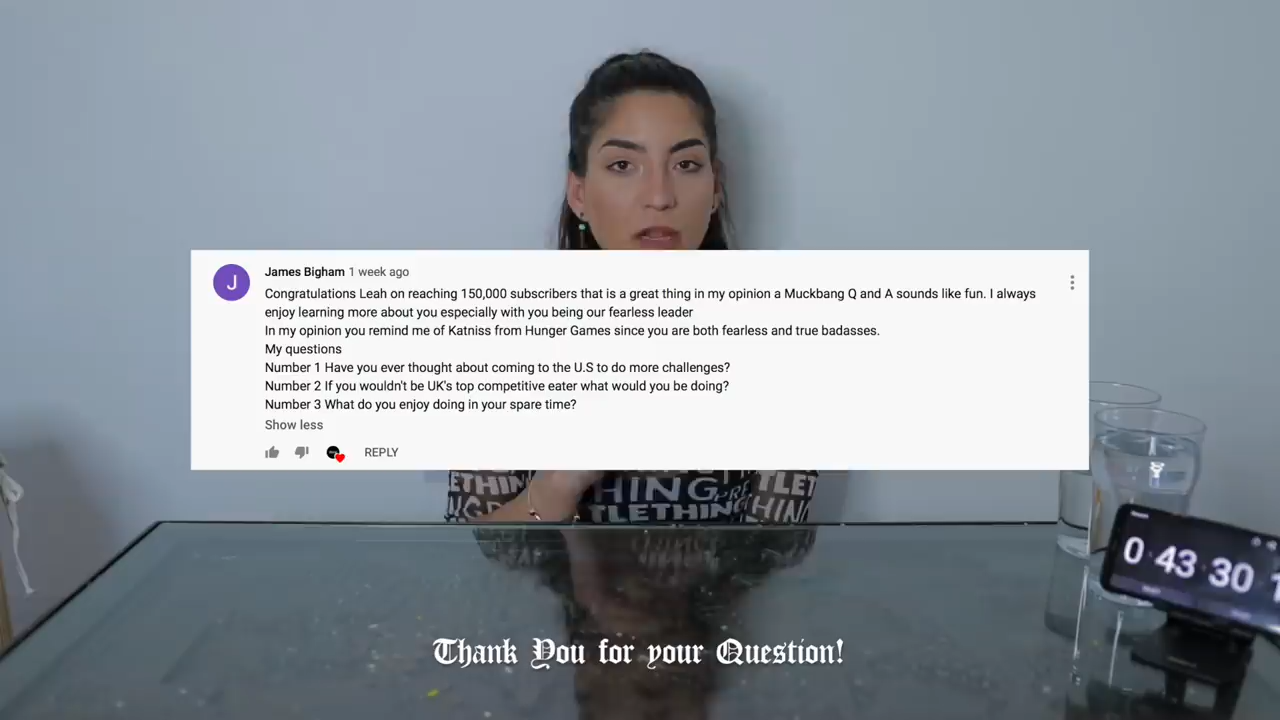 James Bigham 1 week ago
Congratulations Leah on reaching 150,000 subscribers that is a great thing in my opinion a Muckbang Q and A sounds like fun. I always
enjoy learning more about you especially with you being our fearless leader
In my opinion you remind me of Katniss from Hunger Games since you are both fearless and true badasses.
My questions
Number 1 Have you ever thought about coming to the U.S to do more challenges?
Number 2 If you wouldn't be UK's top competitive eater what would you be doing?
Number 3 What do you enjoy doing in your spare time?
Show less
REPLY
J
ETHIN
HING
TLET
TLETHING
HIN
0 43 30
Thank You for your Question!